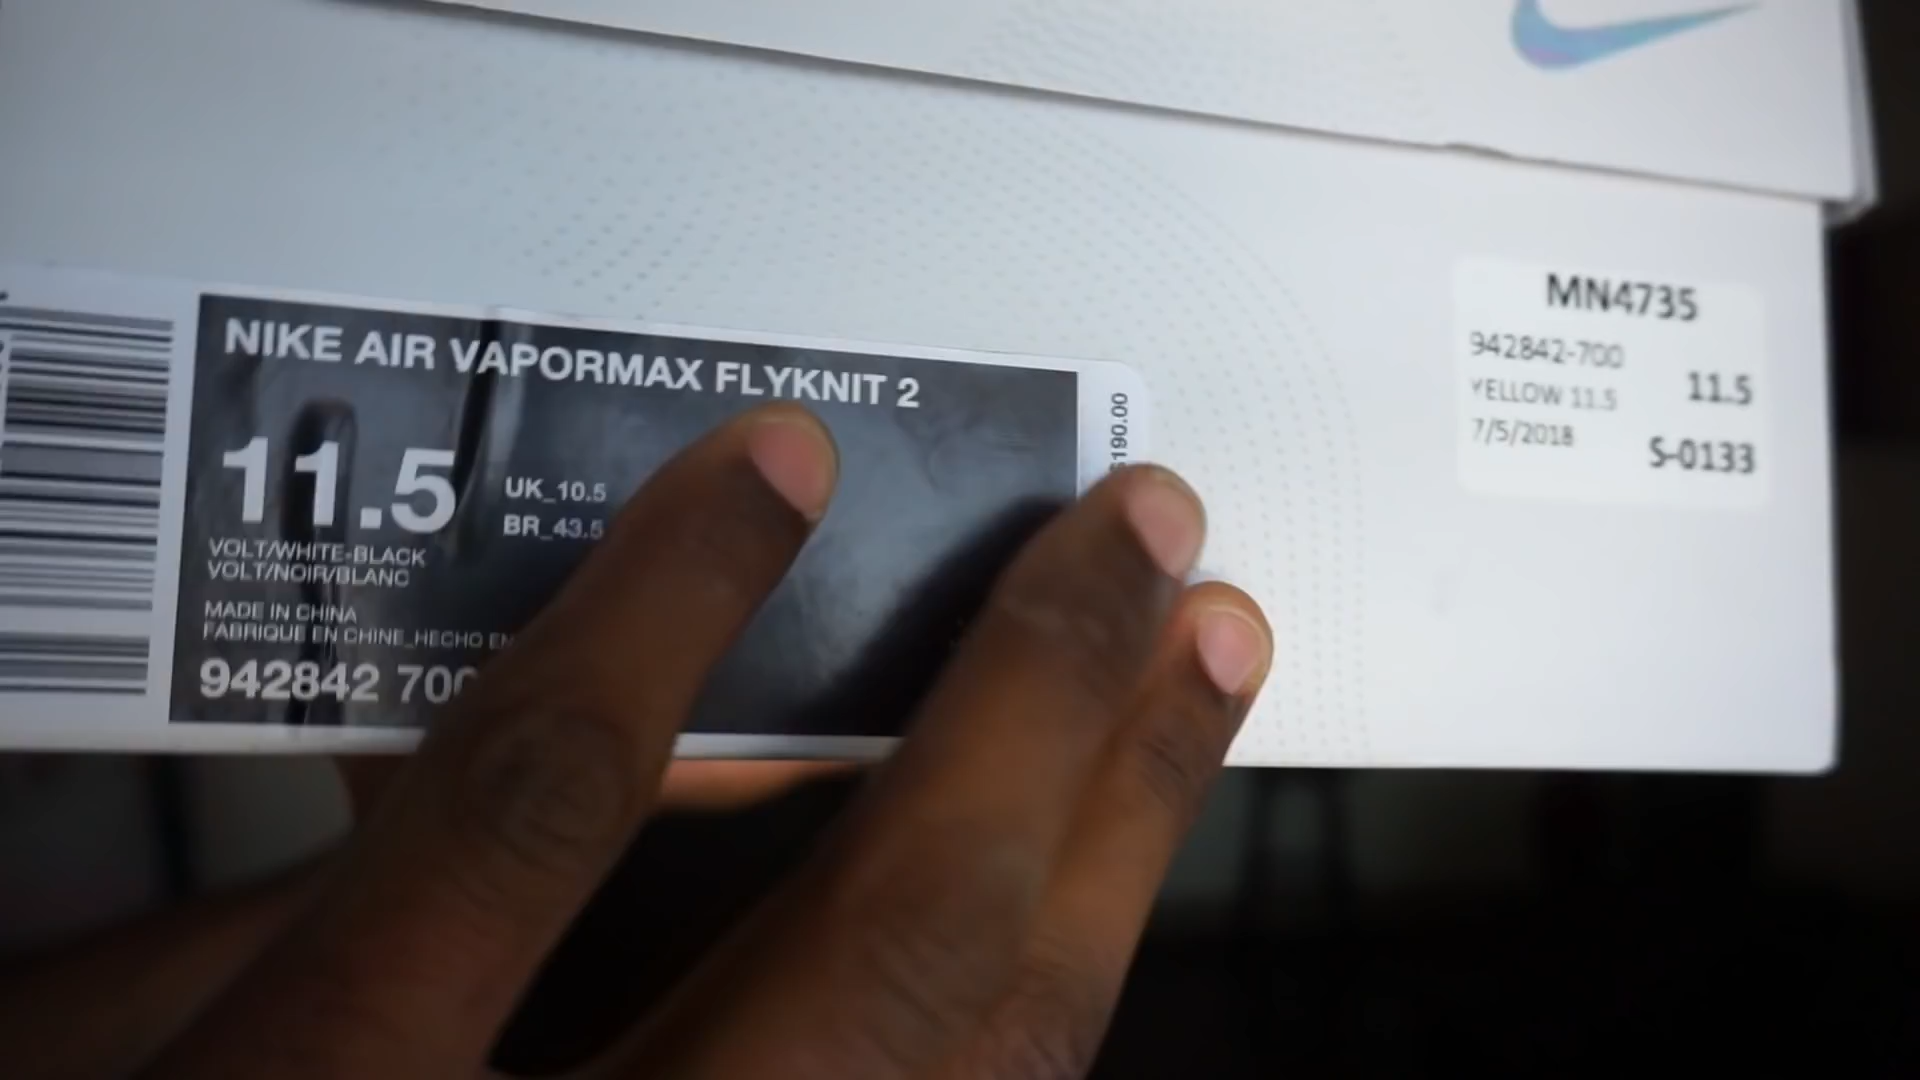 NIKE AIR VAPORMAX FLYKNIT 2
11.5
UK_10.5
BR_43.5
VOLT/WHITE-BLACK
VOLT/NOIR/BLANC
MADE IN CHINA
FABRIQUE EN CHINE_HECHO EN
942842 700
$190.00
MN4735
942842-700
YELLOW 11.5
11.5
7/5/2018
S-0133